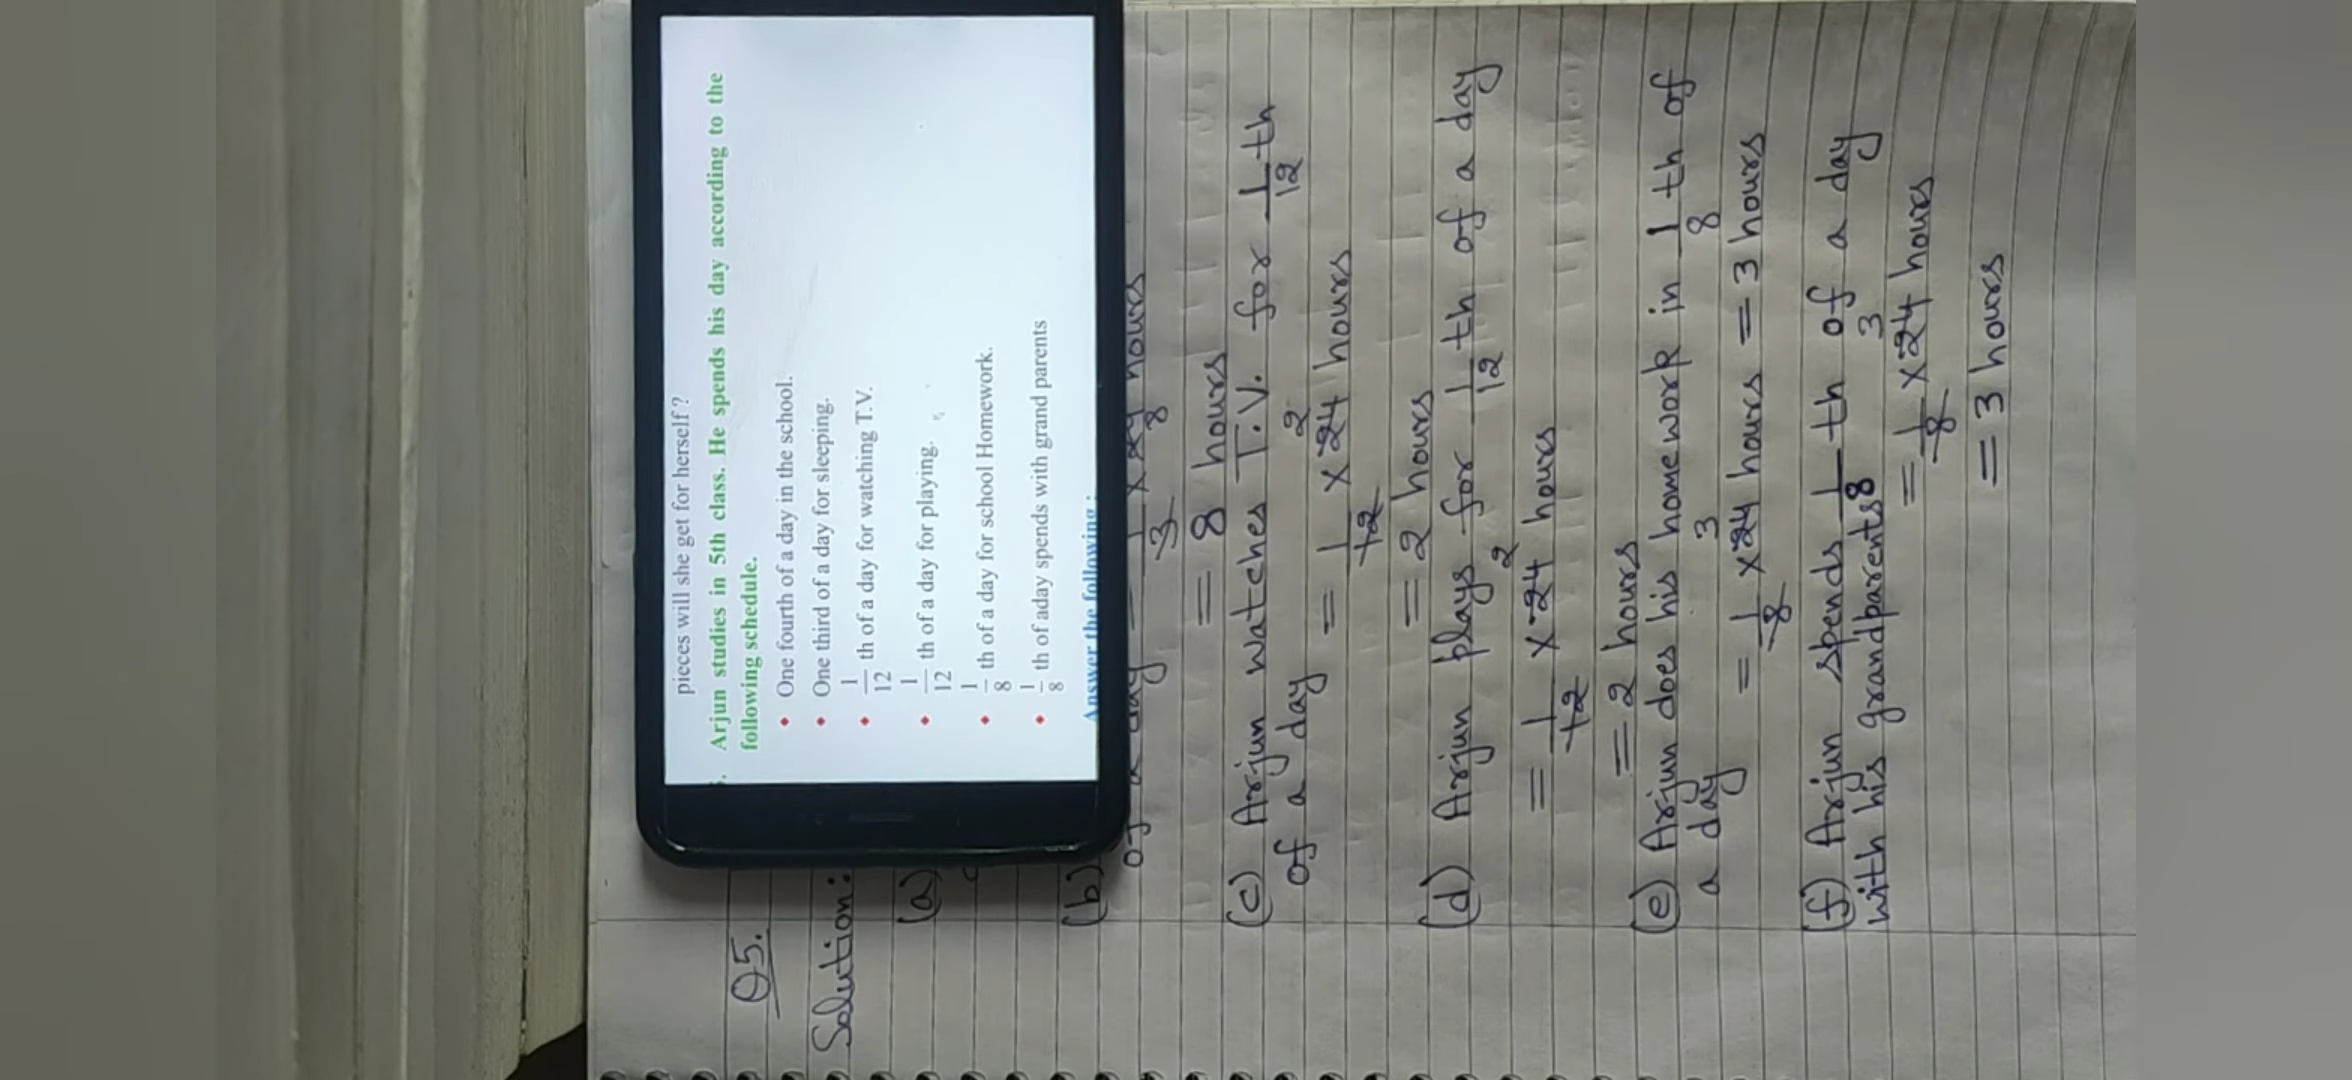 pieces will she get for herself ?
Arjun studies in 5th class. He spends his day according to the
following schedule.
♦ One fourth of a day in the school.
♦ One third of a day for sleeping.
♦ 1/12 th of a day for watching T.V.
♦ 1/12 th of a day for playing.
♦ 1/8 th of a day for school Homework.
♦ 1/8 th of aday spends with grand parents
Answer the following :
Q5.
Solution:
(a)
(b)
of a day = 1/3 x 24 hours 8
= 8 hours
(c) Arjun watches T.V. for 1/12 th
of a day = 1/12 x 24 hours 2
= 2 hours
(d) Arjun plays for 1/12 th of a day
= 1/12 x 24 hours 2
= 2 hours
(e) Arjun does his homework in 1/8 th of
a day = 1/8 x 24 hours = 3 hours 3
(f) Arjun spends 1/8 th of a day
with his grandparents = 1/8 x 24 hours 3
= 3 hours